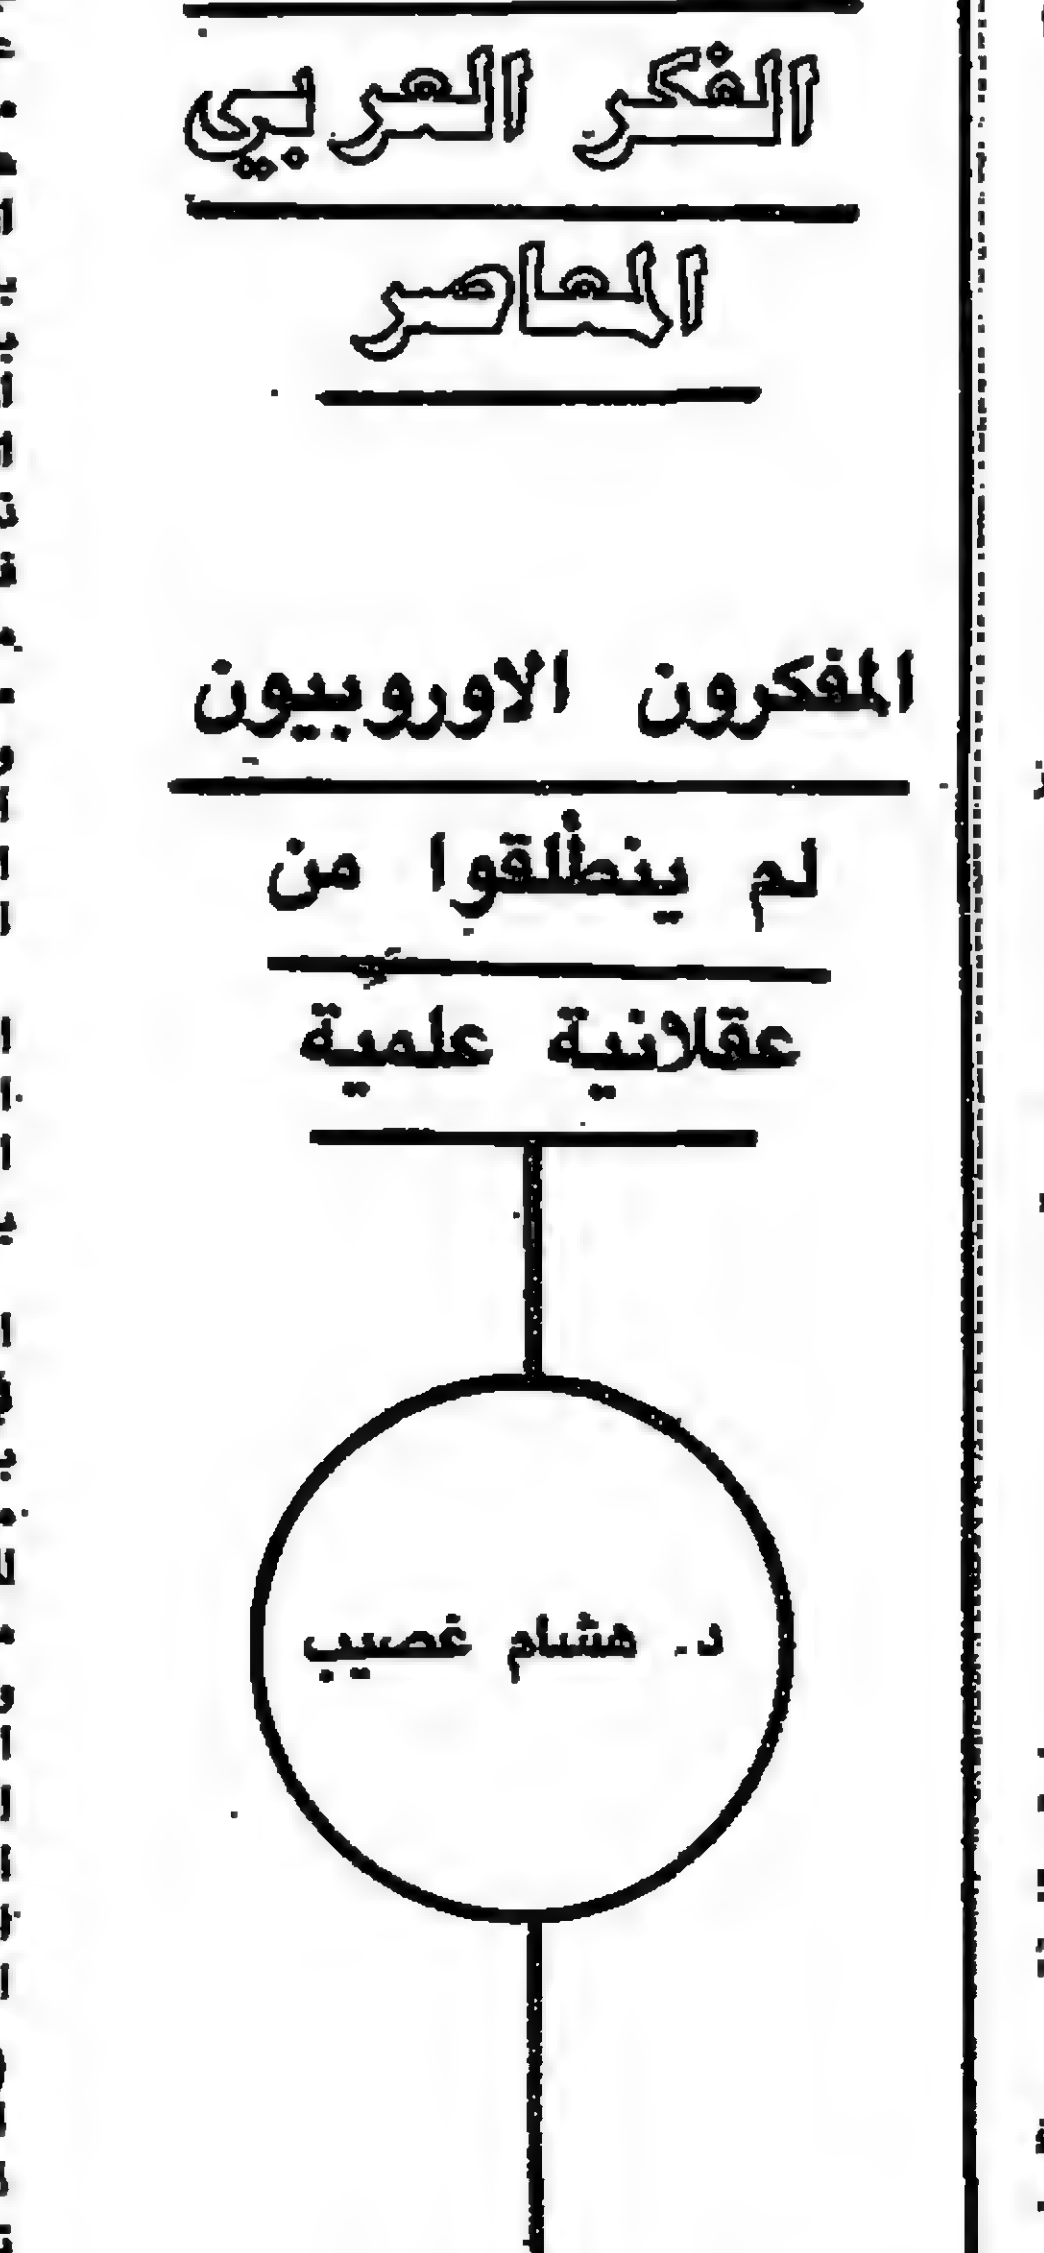 الفكر العربي
المعاصر
المفكرون الاوروبيون
لم ينطلقوا من
عقلانية علمية
د. هشام غصيب